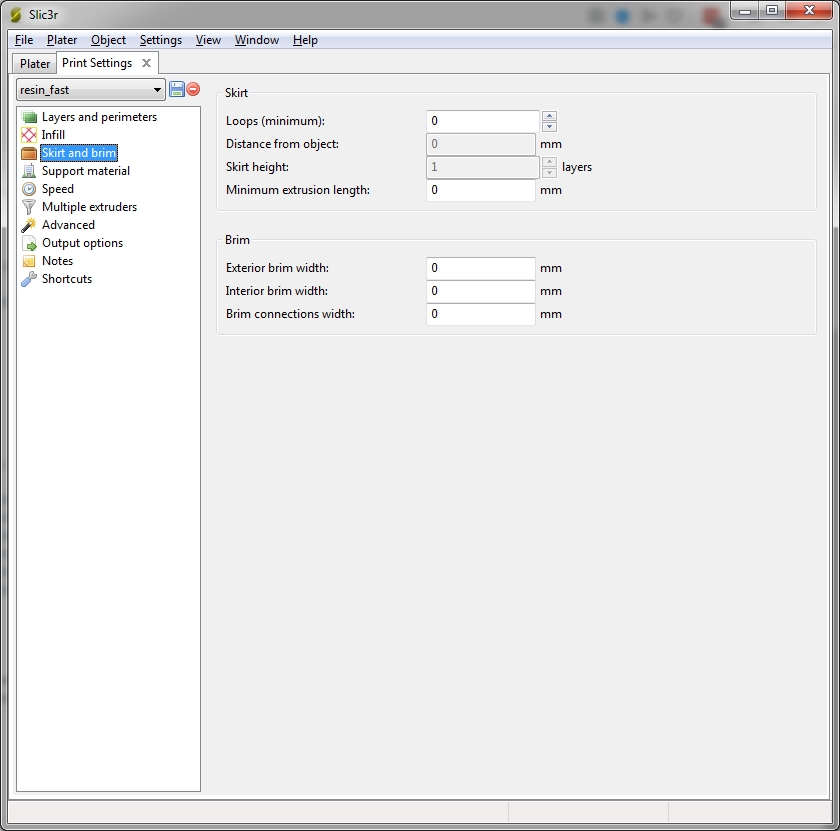 Slic3r
File Plater Object Settings View Window Help
Plater Print Settings
resin_fast
Layers and perimeters
Infill
Skirt and brim
Support material
Speed
Multiple extruders
Advanced
Output options
Notes
Shortcuts
Skirt
Loops (minimum): 0
Distance from object: 0 mm
Skirt height: 1 layers
Minimum extrusion length: 0 mm
Brim
Exterior brim width: 0 mm
Interior brim width: 0 mm
Brim connections width: 0 mm